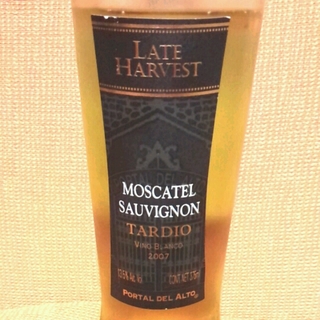 LATE
HARVEST
MOSCATEL
SAUVIGNON
TARDIO
VINO BLANCO
2007
PORTAL DEL ALTO